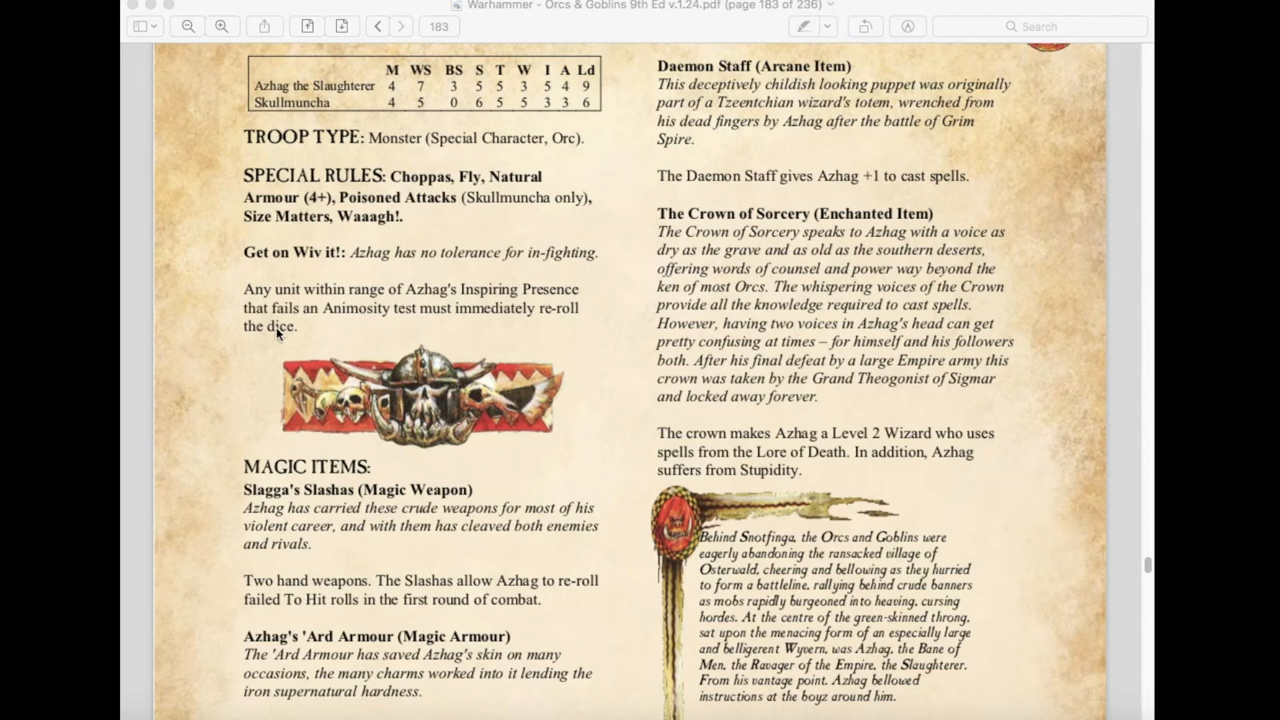 Warhammer - Orcs & Goblins 9th Ed v.1.24.pdf (page 183 of 236)
183
Search
M WS BS S T W I A Ld
Azhag the Slaughterer 4 7 3 5 5 3 5 4 9
Skullmuncha 4 5 0 6 5 5 3 3 6
TROOP TYPE: Monster (Special Character, Orc).
SPECIAL RULES: Choppas, Fly, Natural
Armour (4+), Poisoned Attacks (Skullmuncha only),
Size Matters, Waaagh!.
Get on Wiv it!: Azhag has no tolerance for in-fighting.
Any unit within range of Azhag's Inspiring Presence
that fails an Animosity test must immediately re-roll
the dice.
MAGIC ITEMS:
Slagga's Slashas (Magic Weapon)
Azhag has carried these crude weapons for most of his
violent career, and with them has cleaved both enemies
and rivals.
Two hand weapons. The Slashas allow Azhag to re-roll
failed To Hit rolls in the first round of combat.
Azhag's 'Ard Armour (Magic Armour)
The 'Ard Armour has saved Azhag's skin on many
occasions, the many charms worked into it lending the
iron supernatural hardness.
Daemon Staff (Arcane Item)
This deceptively childish looking puppet was originally
part of a Tzeentchian wizard's totem, wrenched from
his dead fingers by Azhag after the battle of Grim
Spire.
The Daemon Staff gives Azhag +1 to cast spells.
The Crown of Sorcery (Enchanted Item)
The Crown of Sorcery speaks to Azhag with a voice as
dry as the grave and as old as the southern deserts,
offering words of counsel and power way beyond the
ken of most Orcs. The whispering voices of the Crown
provide all the knowledge required to cast spells.
However, having two voices in Azhag's head can get
pretty confusing at times – for himself and his followers
both. After his final defeat by a large Empire army this
crown was taken by the Grand Theogonist of Sigmar
and locked away forever.
The crown makes Azhag a Level 2 Wizard who uses
spells from the Lore of Death. In addition, Azhag
suffers from Stupidity.
Behind Snotfinga, the Orcs and Goblins were
eagerly abandoning the ransacked village of
Osterwald, cheering and bellowing as they hurried
to form a battleline, rallying behind crude banners
as mobs rapidly burgeoned into heaving, cursing
hordes. At the centre of the green-skinned throng,
sat upon the menacing form of an especially large
and belligerent Wyvern, was Azhag, the Bane of
Men, the Ravager of the Empire, the Slaughterer.
From his vantage point, Azhag bellowed
instructions at the boyz around him.